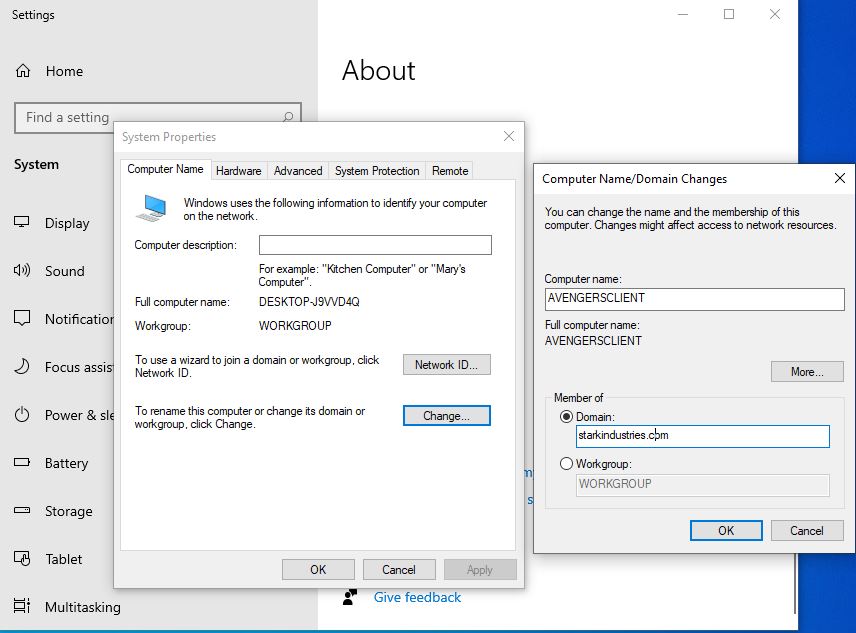 Settings
Home
Find a setting
System
Display
Sound
Focus assis
Power & sle
Battery
Storage
Tablet
Multitasking
About
Give feedback
System Properties
Computer Name
Hardware
Advanced
System Protection
Remote
Windows uses the following information to identify your computer
on the network.
Computer description:
For example: "Kitchen Computer" or "Mary's
Computer".
Full computer name: DESKTOP-J9VVD4Q
Workgroup: WORKGROUP
To use a wizard to join a domain or workgroup, click
Network ID.
Network ID...
To rename this computer or change its domain or
workgroup, click Change.
Change...
OK
Cancel
Apply
Computer Name/Domain Changes
You can change the name and the membership of this
computer. Changes might affect access to network resources.
Computer name:
AVENGERSCLIENT
Full computer name:
AVENGERSCLIENT
More...
Member of
Domain:
starkindustries.com
Workgroup:
WORKGROUP
OK
Cancel